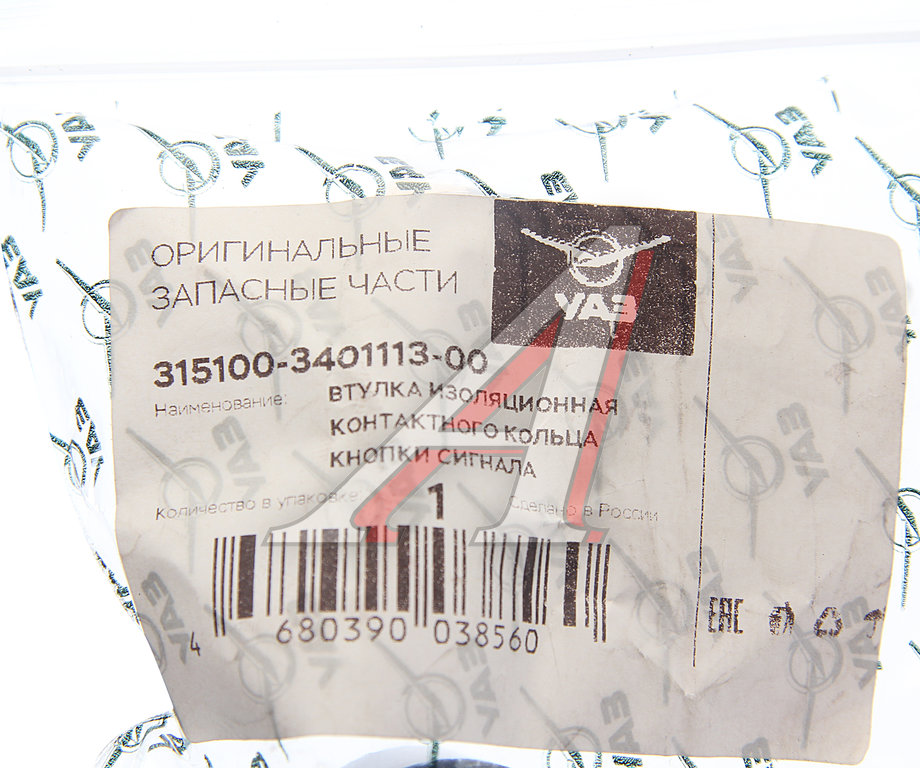 ОРИГИНАЛЬНЫЕ
ЗАПАСНЫЕ ЧАСТИ
УАЗ
315100-3401113-00
Наименование: ВТУЛКА ИЗОЛЯЦИОННАЯ
КОНТАКТНОГО КОЛЬЦА
КНОПКИ СИГНАЛА
Количество в упаковке 1 Сделано в России
4 680390 038560
EAC